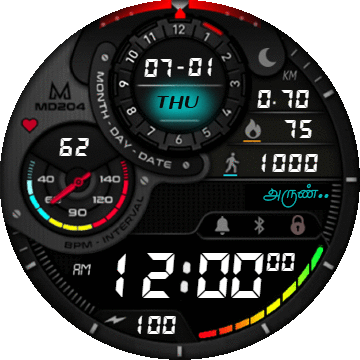 12 1 2 3 4 5 6 7 8 9 10 11
07-01
THU
MONTH - DAY - DATE
MD204
KM
0.70
75
1000
62
40 60 90 120 140
BPM - INTERVAL
அருண்..
AM 12:00 00
100